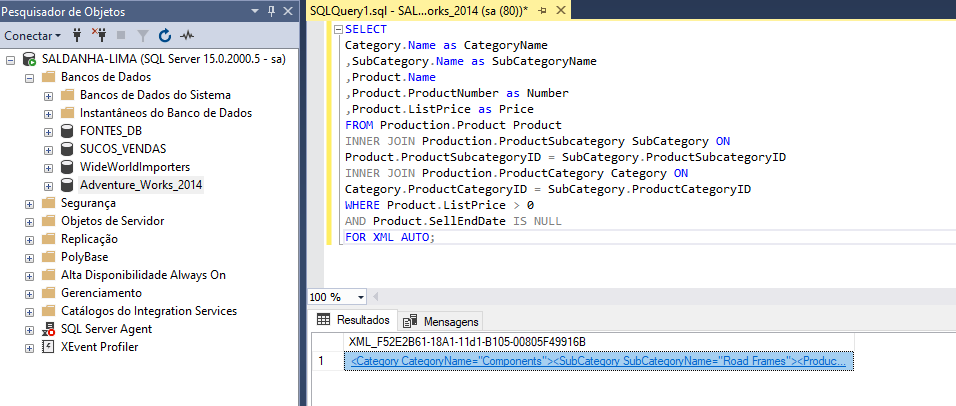 Pesquisador de Objetos
Conectar
SALDANHA-LIMA (SQL Server 15.0.2000.5 - sa)
Bancos de Dados
Bancos de Dados do Sistema
Instantâneos do Banco de Dados
FONTES_DB
SUCOS_VENDAS
WideWorldImporters
Adventure_Works_2014
Segurança
Objetos de Servidor
Replicação
PolyBase
Alta Disponibilidade Always On
Gerenciamento
Catálogos do Integration Services
SQL Server Agent
XEvent Profiler
SQLQuery1.sql - SAL...orks_2014 (sa (80))*
SELECT
Category.Name as CategoryName
,SubCategory.Name as SubCategoryName
,Product.Name
,Product.ProductNumber as Number
,Product.ListPrice as Price
FROM Production.Product Product
INNER JOIN Production.ProductSubcategory SubCategory ON
Product.ProductSubcategoryID = SubCategory.ProductSubcategoryID
INNER JOIN Production.ProductCategory Category ON
Category.ProductCategoryID = SubCategory.ProductCategoryID
WHERE Product.ListPrice > 0
AND Product.SellEndDate IS NULL
FOR XML AUTO;
100 %
Resultados Mensagens
XML_F52E2B61-18A1-11d1-B105-00805F49916B
1 <Category CategoryName="Components"><SubCategory SubCategoryName="Road Frames"><Produc...